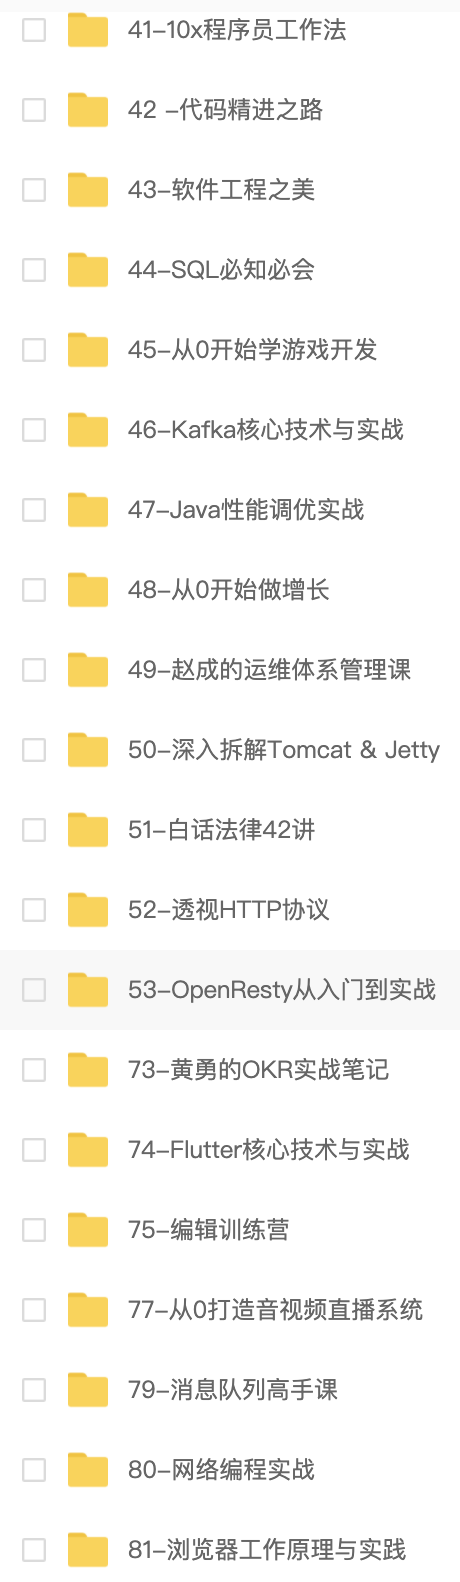 41-10x程序员工作法
42 -代码精进之路
43-软件工程之美
44-SQL必知必会
45-从0开始学游戏开发
46-Kafka核心技术与实战
47-Java性能调优实战
48-从0开始做增长
49-赵成的运维体系管理课
50-深入拆解Tomcat & Jetty
51-白话法律42讲
52-透视HTTP协议
53-OpenResty从入门到实战
73-黄勇的OKR实战笔记
74-Flutter核心技术与实战
75-编辑训练营
77-从0打造音视频直播系统
79-消息队列高手课
80-网络编程实战
81-浏览器工作原理与实践